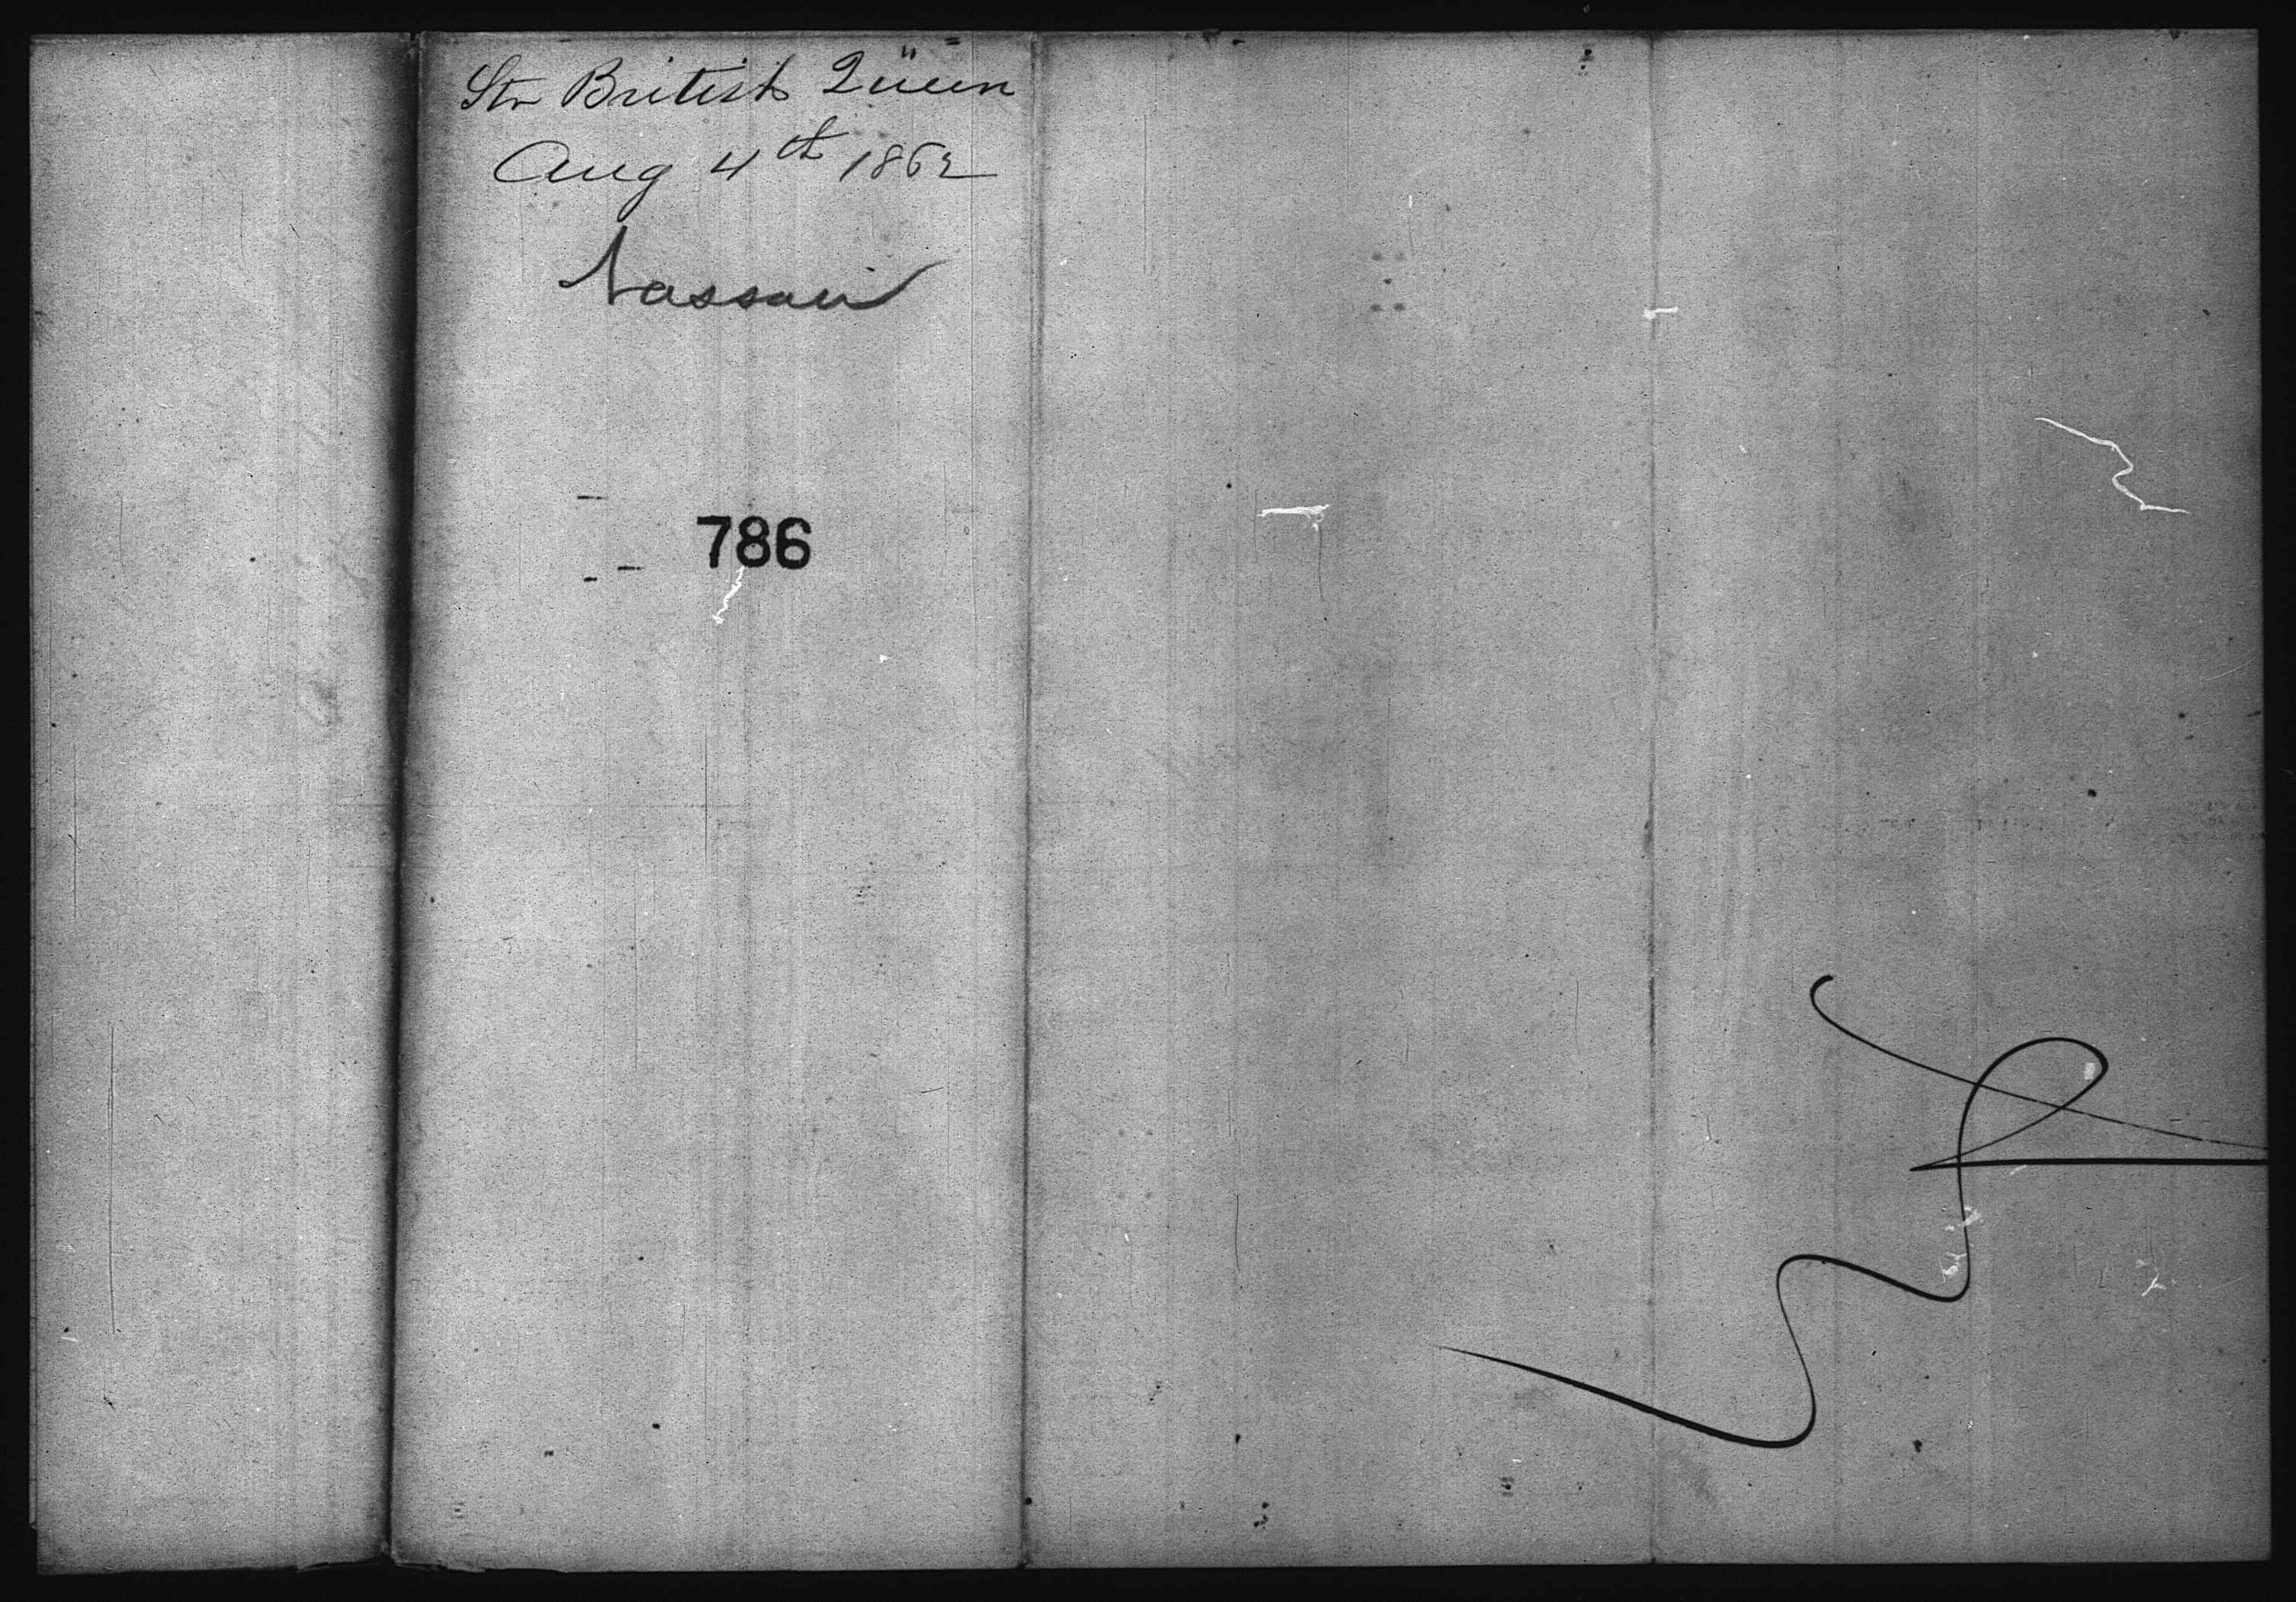 Str British Queen
Aug 4th 1862
Nassau
786